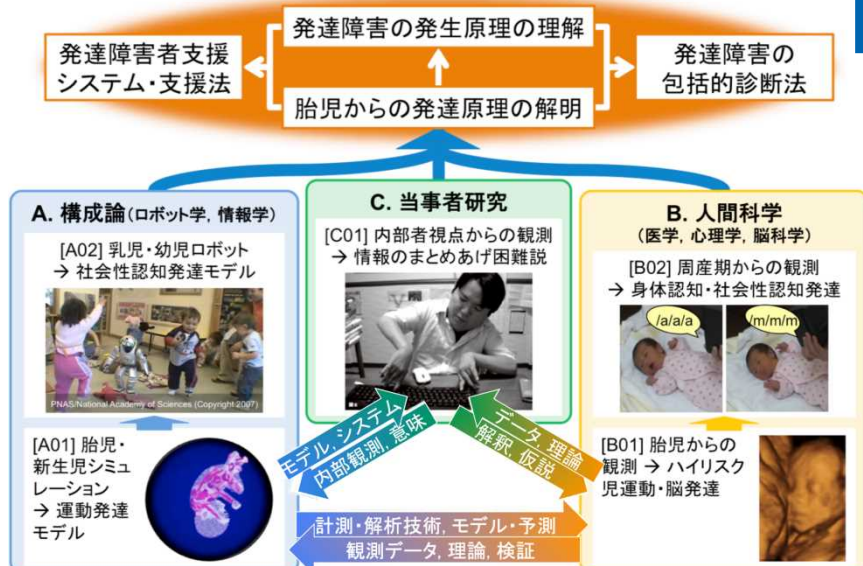 発達障害者支援
システム・支援法
発達障害の発生原理の理解
胎児からの発達原理の解明
発達障害の
包括的診断法
A. 構成論(ロボット学, 情報学)
[A02] 乳児・幼児ロボット
→ 社会性認知発達モデル
PNAS/National Academy of Sciences (Copyright 2007)
[A01] 胎児・
新生児シミュ
レーション
→ 運動発達
モデル
C. 当事者研究
[C01] 内部者視点からの観測
→ 情報のまとめあげ困難説
モデル, システム
内部観測, 意味
データ, 理論
解釈, 仮説
計測・解析技術, モデル・予測
観測データ, 理論, 検証
B. 人間科学
(医学, 心理学, 脳科学)
[B02] 周産期からの観測
→ 身体認知・社会性認知発達
/a/a/a
/m/m/m
[B01] 胎児からの
観測 → ハイリスク
児運動・脳発達